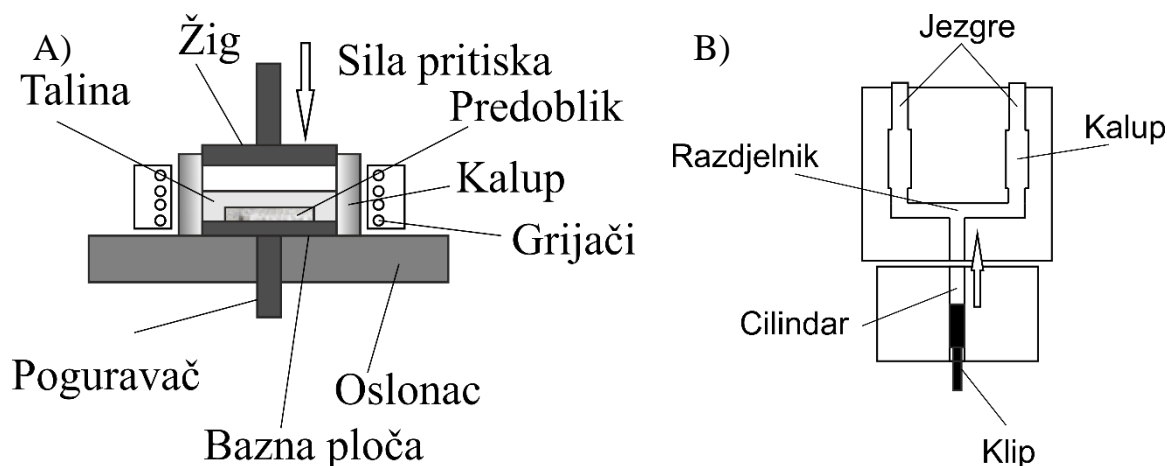 A)
Žig
Sila pritiska
Talina
Predoblik
Kalup
Grijači
Poguravač
Oslonac
Bazna ploča
B)
Jezgre
Kalup
Razdjelnik
Cilindar
Klip